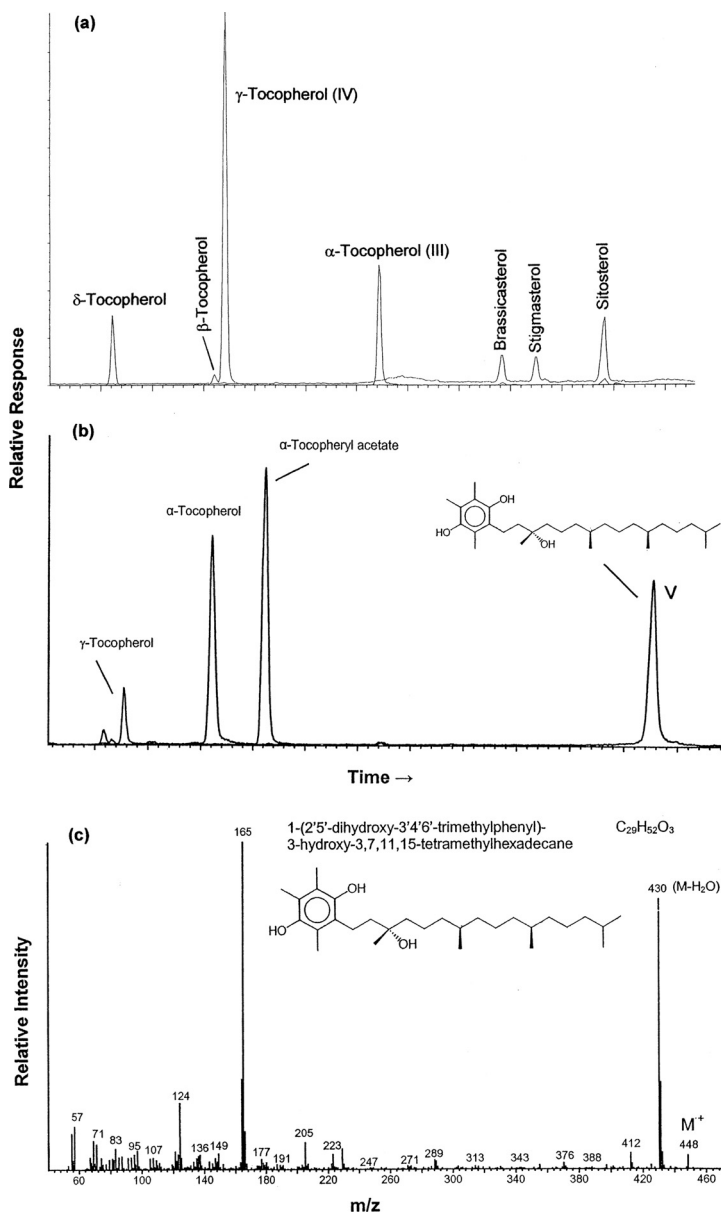 (a)
γ-Tocopherol (IV)
α-Tocopherol (III)
δ-Tocopherol
β-Tocopherol
Brassicasterol
Stigmasterol
Sitosterol
Relative Response
(b)
α-Tocopheryl acetate
α-Tocopherol
γ-Tocopherol
OH
HO
OH
V
Time →
(c)
165
1-(2'5'-dihydroxy-3'4'6'-trimethylphenyl)-
3-hydroxy-3,7,11,15-tetramethylhexadecane
C29H52O3
430 (M-H2O)
OH
HO
OH
Relative Intensity
57
71
83
95
107
124
136
149
177
191
205
223
247
271
289
313
343
376
388
412
M·+
448
60 100 140 180 220 260 300 340 380 420 460
m/z